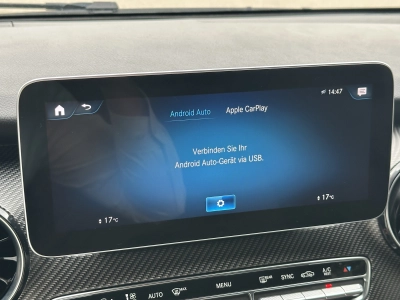 14:47
Android Auto Apple CarPlay
Verbinden Sie Ihr
Android Auto-Gerät via USB.
17°C
17°C
AUTO
MENU
SYNC
A/C